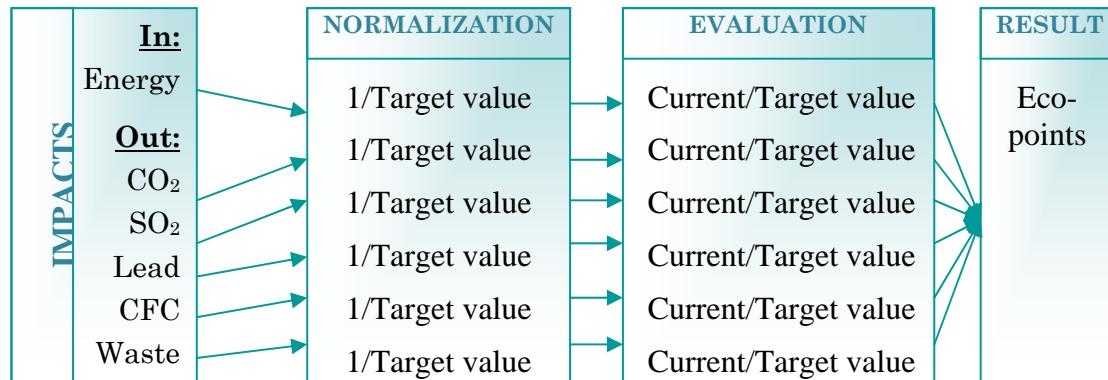 IMPACTS
In:
Energy
Out:
CO₂
SO₂
Lead
CFC
Waste
NORMALIZATION
1/Target value
1/Target value
1/Target value
1/Target value
1/Target value
1/Target value
EVALUATION
Current/Target value
Current/Target value
Current/Target value
Current/Target value
Current/Target value
Current/Target value
RESULT
Eco-
points